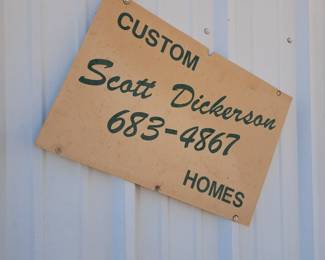 CUSTOM
Scott Dickerson
683-4867
HOMES